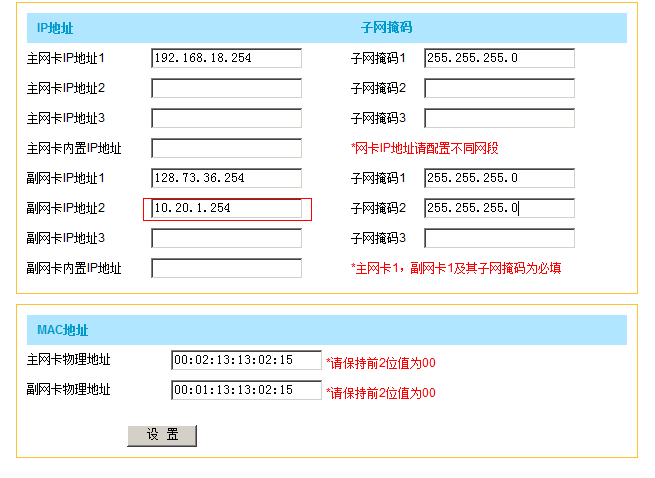 IP地址 子网掩码
主网卡IP地址1 192.168.18.254 子网掩码1 255.255.255.0
主网卡IP地址2 子网掩码2
主网卡IP地址3 子网掩码3
主网卡内置IP地址 *网卡IP地址请配置不同网段
副网卡IP地址1 128.73.36.254 子网掩码1 255.255.255.0
副网卡IP地址2 10.20.1.254 子网掩码2 255.255.255.0
副网卡IP地址3 子网掩码3
副网卡内置IP地址 *主网卡1，副网卡1及其子网掩码为必填
MAC地址
主网卡物理地址 00:02:13:13:02:15 *请保持前2位值为00
副网卡物理地址 00:01:13:13:02:15 *请保持前2位值为00
设 置